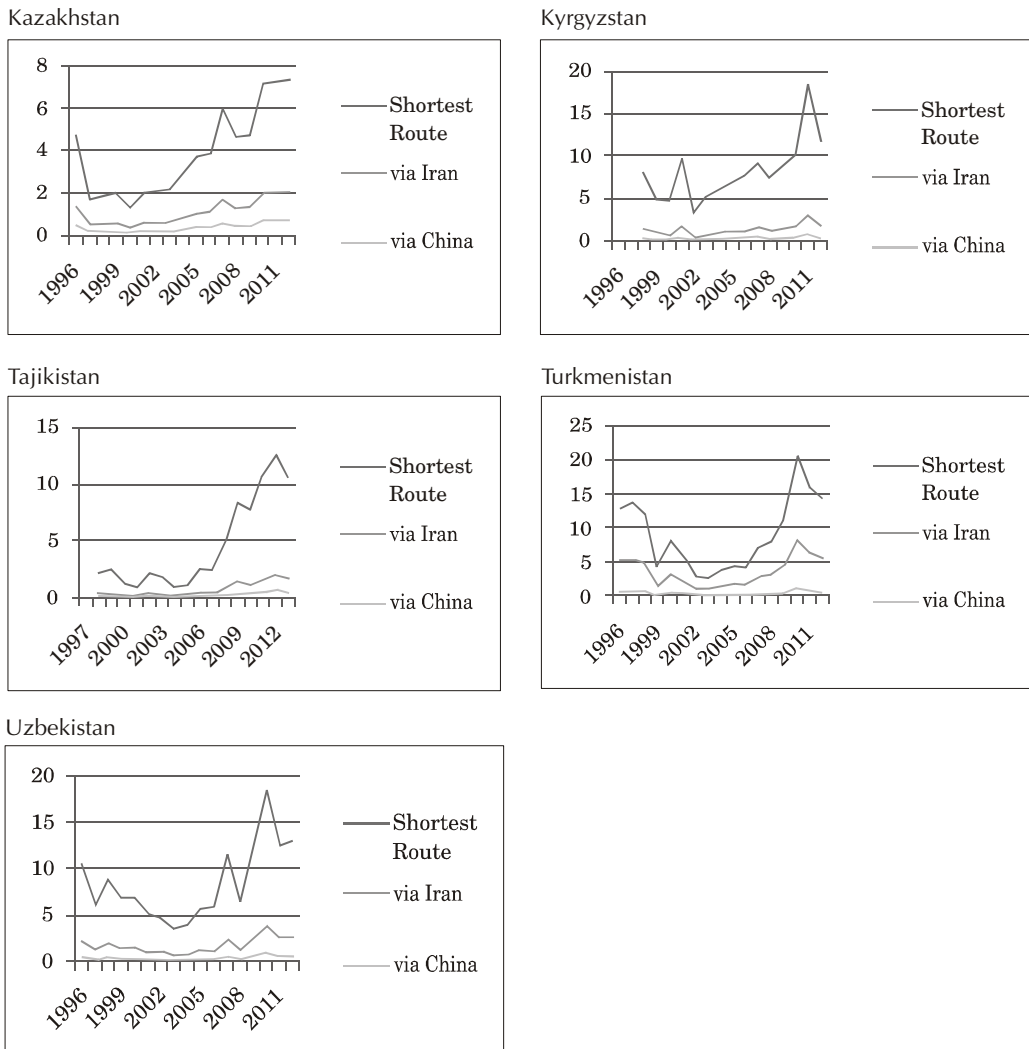 Kazakhstan
8
6
4
2
0
1996
1999
2002
2005
2008
2011
Shortest
Route
via Iran
via China
Kyrgyzstan
20
15
10
5
0
1996
1999
2002
2005
2008
2011
Shortest
Route
via Iran
via China
Tajikistan
15
10
5
0
1997
2000
2003
2006
2009
2012
Shortest
Route
via Iran
via China
Turkmenistan
25
20
15
10
5
0
1996
1999
2002
2005
2008
2011
Shortest
Route
via Iran
via China
Uzbekistan
20
15
10
5
0
1996
1999
2002
2005
2008
2011
Shortest
Route
via Iran
via China